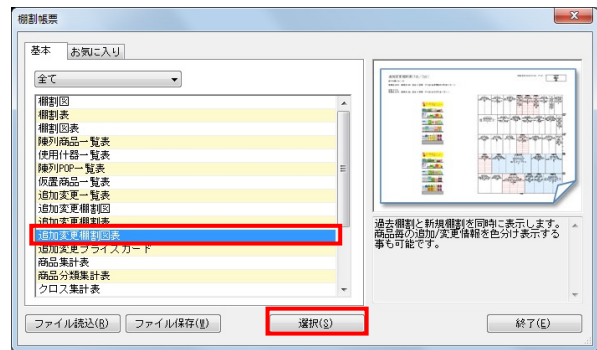 棚割帳票
基本 お気に入り
全て
棚割図
棚割表
棚割図表
陳列商品一覧表
使用什器一覧表
陳列POP一覧表
仮置商品一覧表
追加変更一覧表
追加変更棚割図
追加変更棚割表
追加変更棚割図表
追加変更プライスカード
商品集計表
商品分類集計表
クロス集計表
過去棚割と新規棚割を同時に表示します。
商品毎の追加/変更情報を色分け表示する
事も可能です。
ファイル読込(R) ファイル保存(W) 選択(S) 終了(E)